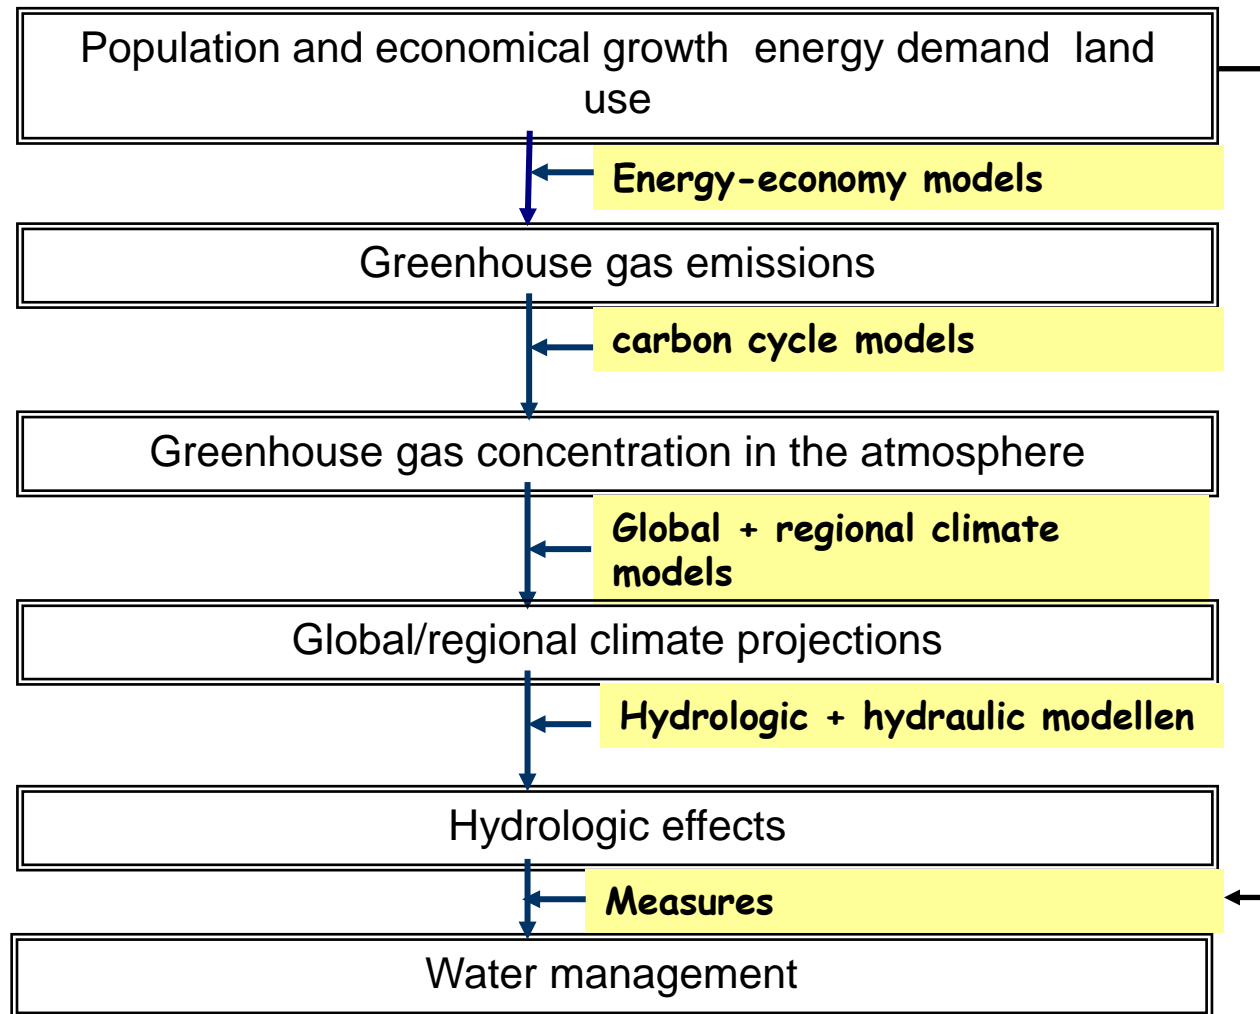 Population and economical growth  energy demand  land
use
Energy-economy models
Greenhouse gas emissions
carbon cycle models
Greenhouse gas concentration in the atmosphere
Global + regional climate
models
Global/regional climate projections
Hydrologic + hydraulic modellen
Hydrologic effects
Measures
Water management